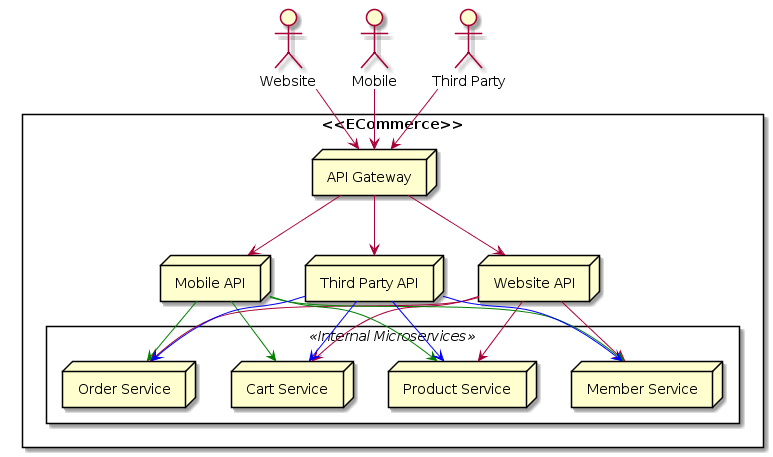 Website
Mobile
Third Party
<<ECommerce>>
API Gateway
Mobile API
Third Party API
Website API
«Internal Microservices»
Order Service
Cart Service
Product Service
Member Service